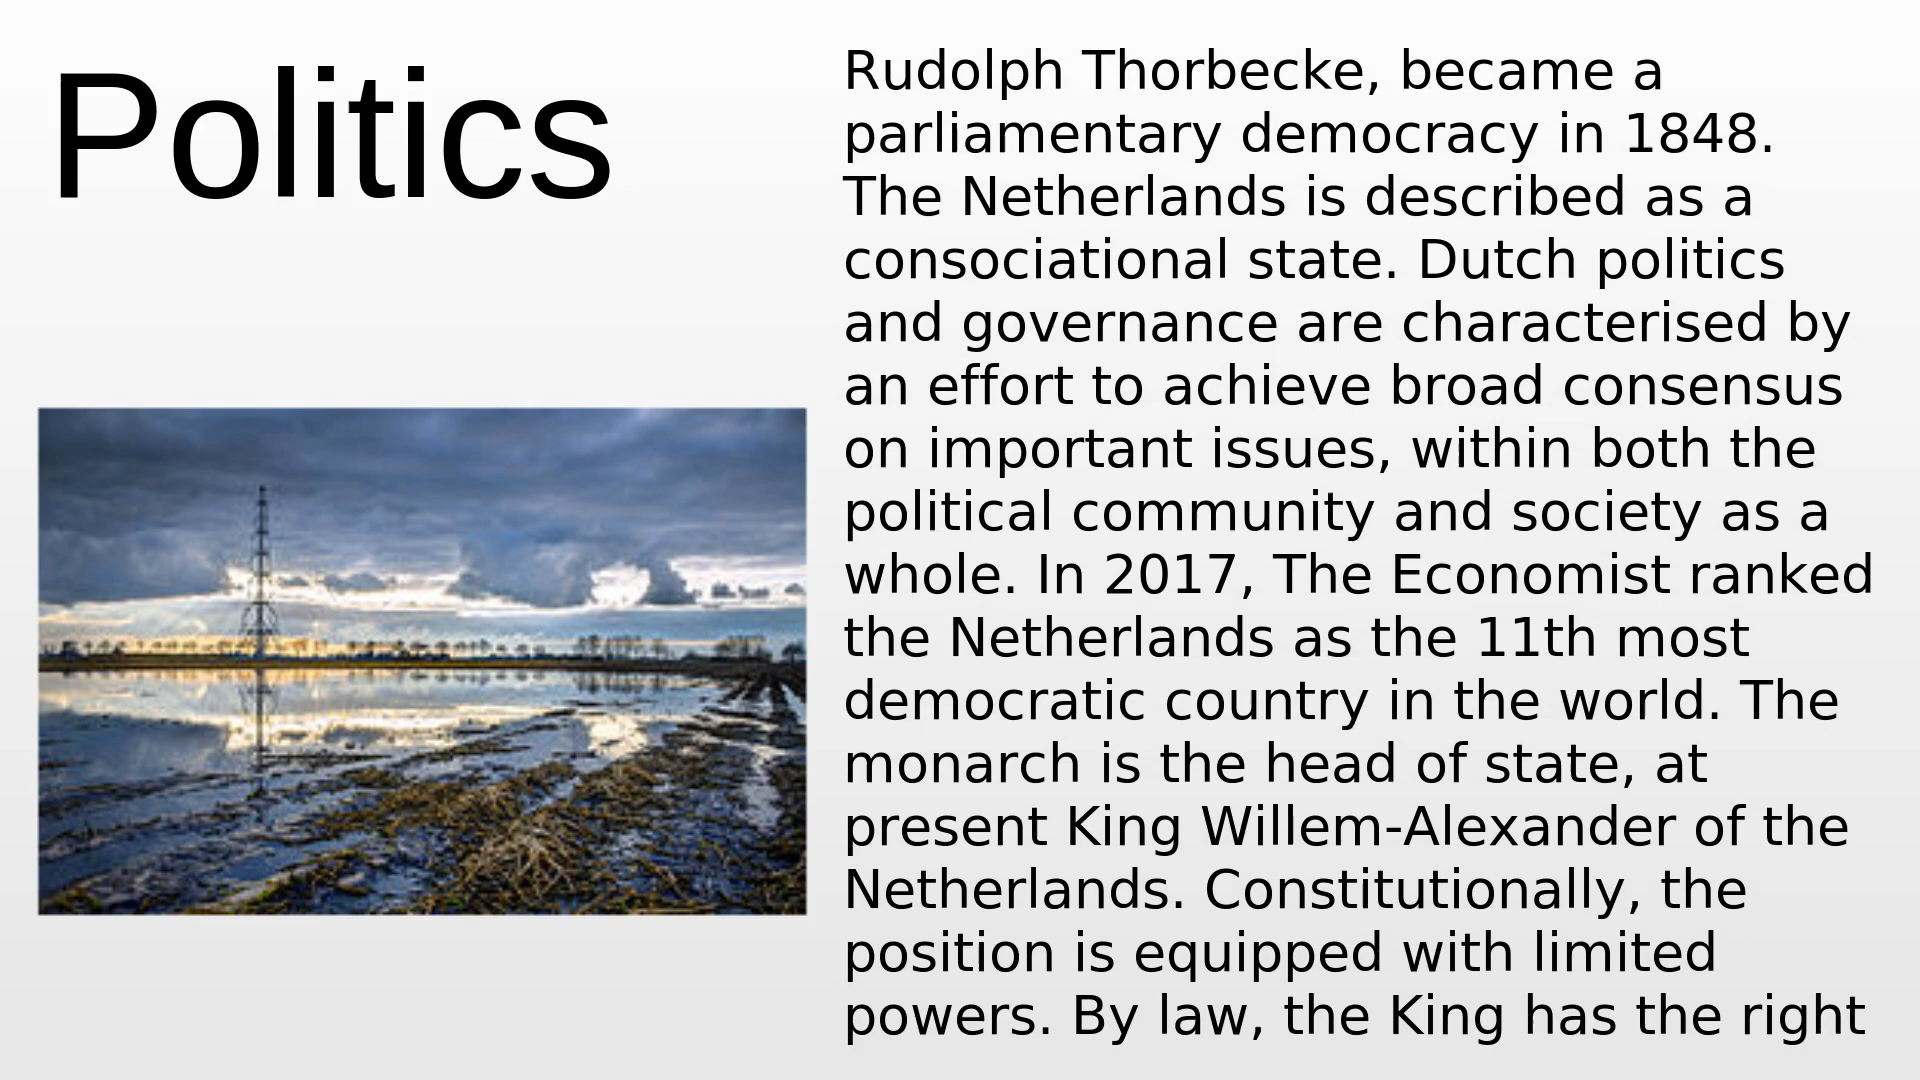 Politics
Rudolph Thorbecke, became a
parliamentary democracy in 1848.
The Netherlands is described as a
consociational state. Dutch politics
and governance are characterised by
an effort to achieve broad consensus
on important issues, within both the
political community and society as a
whole. In 2017, The Economist ranked
the Netherlands as the 11th most
democratic country in the world. The
monarch is the head of state, at
present King Willem-Alexander of the
Netherlands. Constitutionally, the
position is equipped with limited
powers. By law, the King has the right